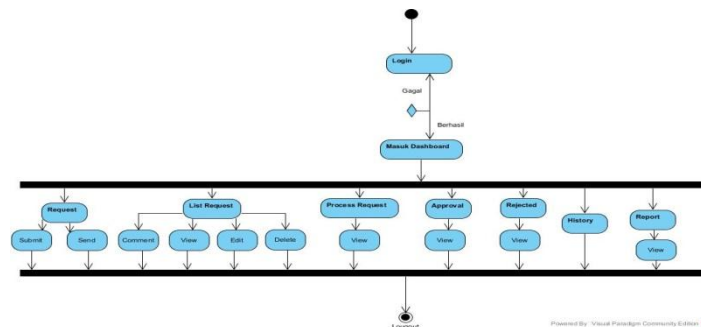 Login
Gagal
Berhasil
Masuk Dashboard
Request
List Request
Process Request
Approval
Rejected
History
Report
Submit
Send
Comment
View
Edit
Delete
View
View
View
View
Logout
Powered By : Visual Paradigm Community Edition